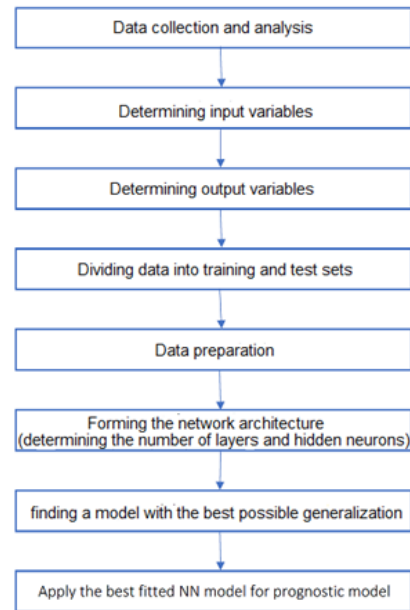 Data collection and analysis
Determining input variables
Determining output variables
Dividing data into training and test sets
Data preparation
Forming the network architecture
(determining the number of layers and hidden neurons)
finding a model with the best possible generalization
Apply the best fitted NN model for prognostic model